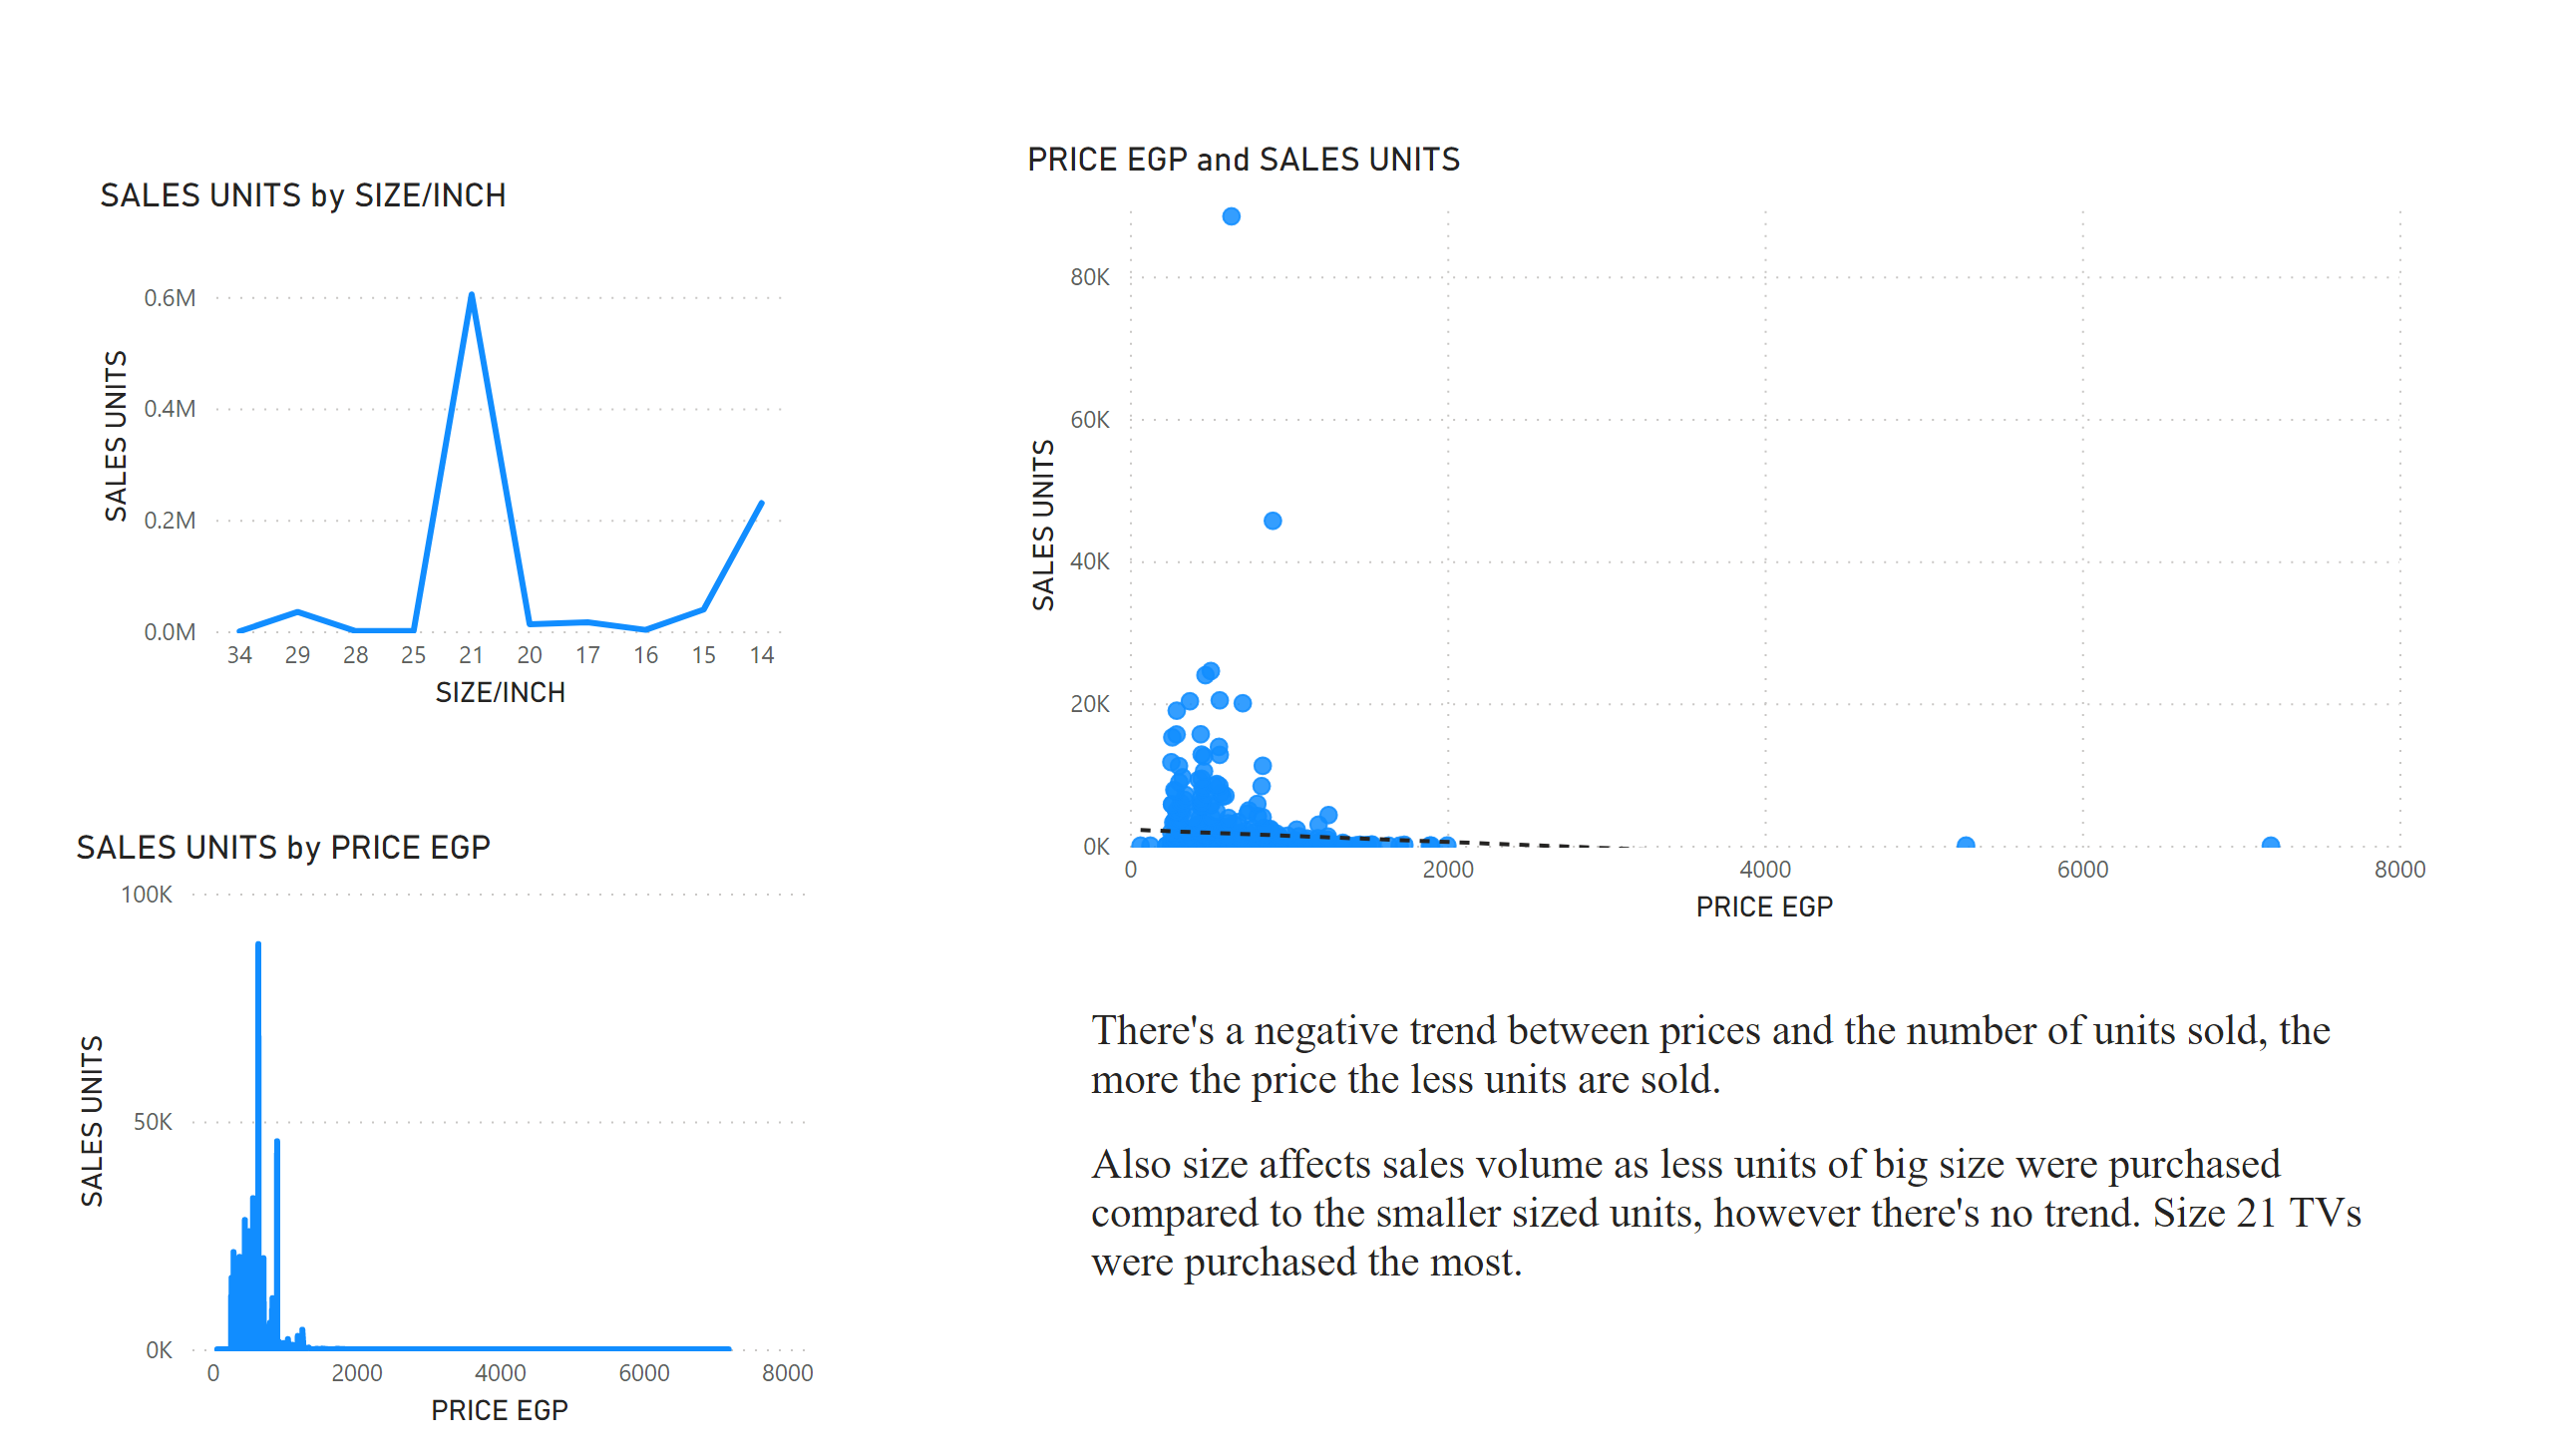 SALES UNITS by SIZE/INCH
SALES UNITS
0.6M
0.4M
0.2M
0.0M
34 29 28 25 21 20 17 16 15 14
SIZE/INCH
SALES UNITS by PRICE EGP
SALES UNITS
100K
50K
0K
0 2000 4000 6000 8000
PRICE EGP
PRICE EGP and SALES UNITS
SALES UNITS
80K
60K
40K
20K
0K
0 2000 4000 6000 8000
PRICE EGP
There's a negative trend between prices and the number of units sold, the
more the price the less units are sold.
Also size affects sales volume as less units of big size were purchased
compared to the smaller sized units, however there's no trend. Size 21 TVs
were purchased the most.